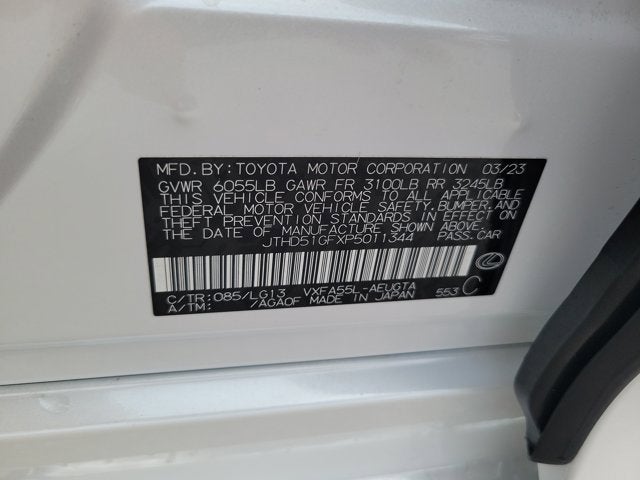 MFD. BY: TOYOTA MOTOR CORPORATION 03/23
GVWR 6055LB GAWR FR 3100LB RR 3245LB
THIS VEHICLE CONFORMS TO ALL APPLICABLE
FEDERAL MOTOR VEHICLE SAFETY, BUMPER, AND
THEFT PREVENTION STANDARDS IN EFFECT ON
THE DATE OF MANUFACTURE SHOWN ABOVE.
JTHD51GFXP5011344 PASS. CAR
C/TR: 085/LG13 VXFA55L-AEUGTA 553 C
A/TM: -/AGA0F MADE IN JAPAN